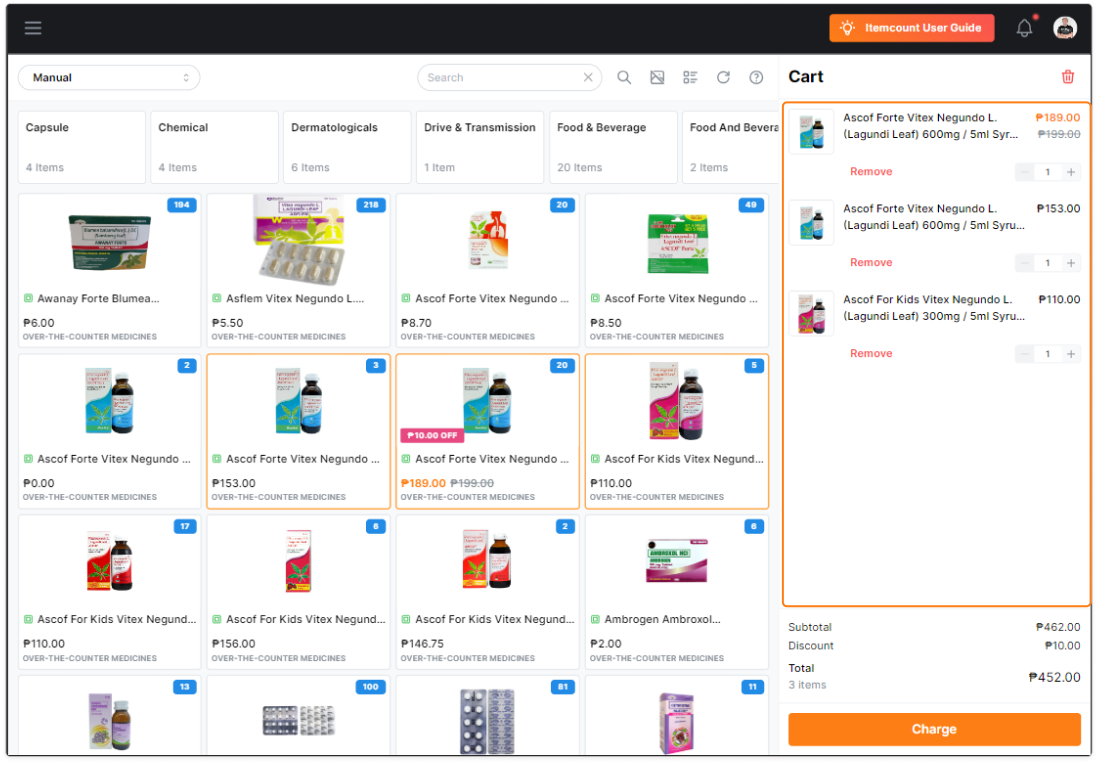 Itemcount User Guide
Manual
Search
Cart
Capsule
4 Items
Chemical
4 Items
Dermatologicals
6 Items
Drive & Transmission
1 Item
Food & Beverage
20 Items
Food And Bevera
2 Items
194
Awanay Forte Blumea...
₱6.00
OVER-THE-COUNTER MEDICINES
218
Asflem Vitex Negundo L....
₱5.50
OVER-THE-COUNTER MEDICINES
20
Ascof Forte Vitex Negundo ...
₱8.70
OVER-THE-COUNTER MEDICINES
49
Ascof Forte Vitex Negundo ...
₱8.50
OVER-THE-COUNTER MEDICINES
2
Ascof Forte Vitex Negundo ...
₱0.00
OVER-THE-COUNTER MEDICINES
3
Ascof Forte Vitex Negundo ...
₱153.00
OVER-THE-COUNTER MEDICINES
20
₱10.00 OFF
Ascof Forte Vitex Negundo ...
₱189.00 ₱199.00
OVER-THE-COUNTER MEDICINES
5
Ascof For Kids Vitex Negund...
₱110.00
OVER-THE-COUNTER MEDICINES
17
Ascof For Kids Vitex Negund...
₱110.00
OVER-THE-COUNTER MEDICINES
6
Ascof For Kids Vitex Negund...
₱156.00
OVER-THE-COUNTER MEDICINES
2
Ascof For Kids Vitex Negund...
₱146.75
OVER-THE-COUNTER MEDICINES
6
AMBROXOL HCl
Ambrogen Ambroxol...
₱2.00
OVER-THE-COUNTER MEDICINES
13
100
81
11
Ascof Forte Vitex Negundo L. ₱189.00
(Lagundi Leaf) 600mg / 5ml Syr... ₱199.00
Remove
− 1 +
Ascof Forte Vitex Negundo L. ₱153.00
(Lagundi Leaf) 600mg / 5ml Syru...
Remove
− 1 +
Ascof For Kids Vitex Negundo L. ₱110.00
(Lagundi Leaf) 300mg / 5ml Syru...
Remove
− 1 +
Subtotal ₱462.00
Discount ₱10.00
Total
3 items ₱452.00
Charge